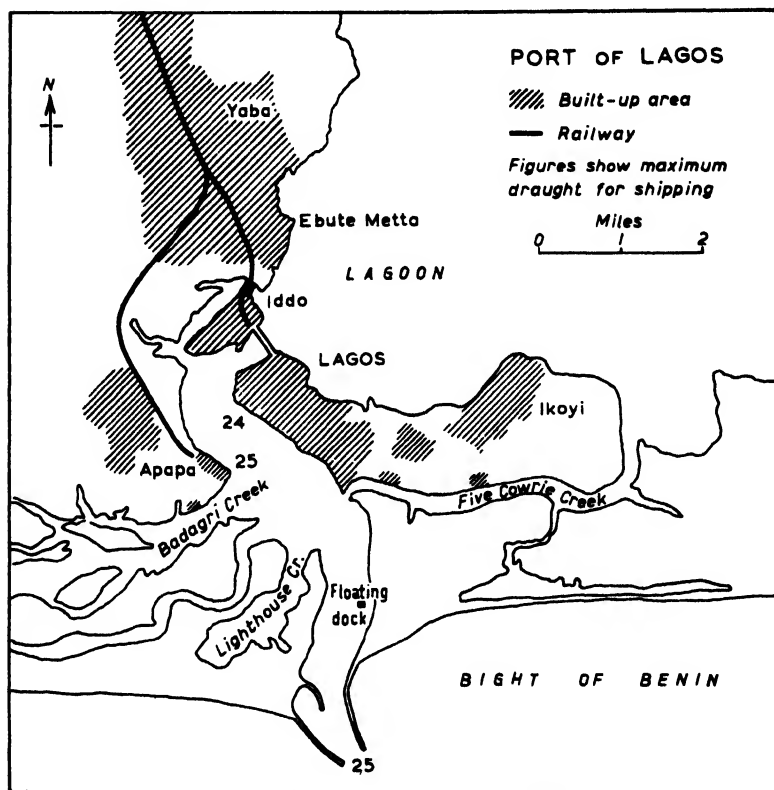 PORT OF LAGOS
Built-up area
Railway
Figures show maximum
draught for shipping
Miles
0 1 2
N
Yaba
Ebute Metta
LAGOON
Iddo
LAGOS
Ikoyi
24
25
Apapa
Five Cowrie Creek
Badagri Creek
Lighthouse Cr.
Floating
dock
BIGHT OF BENIN
25